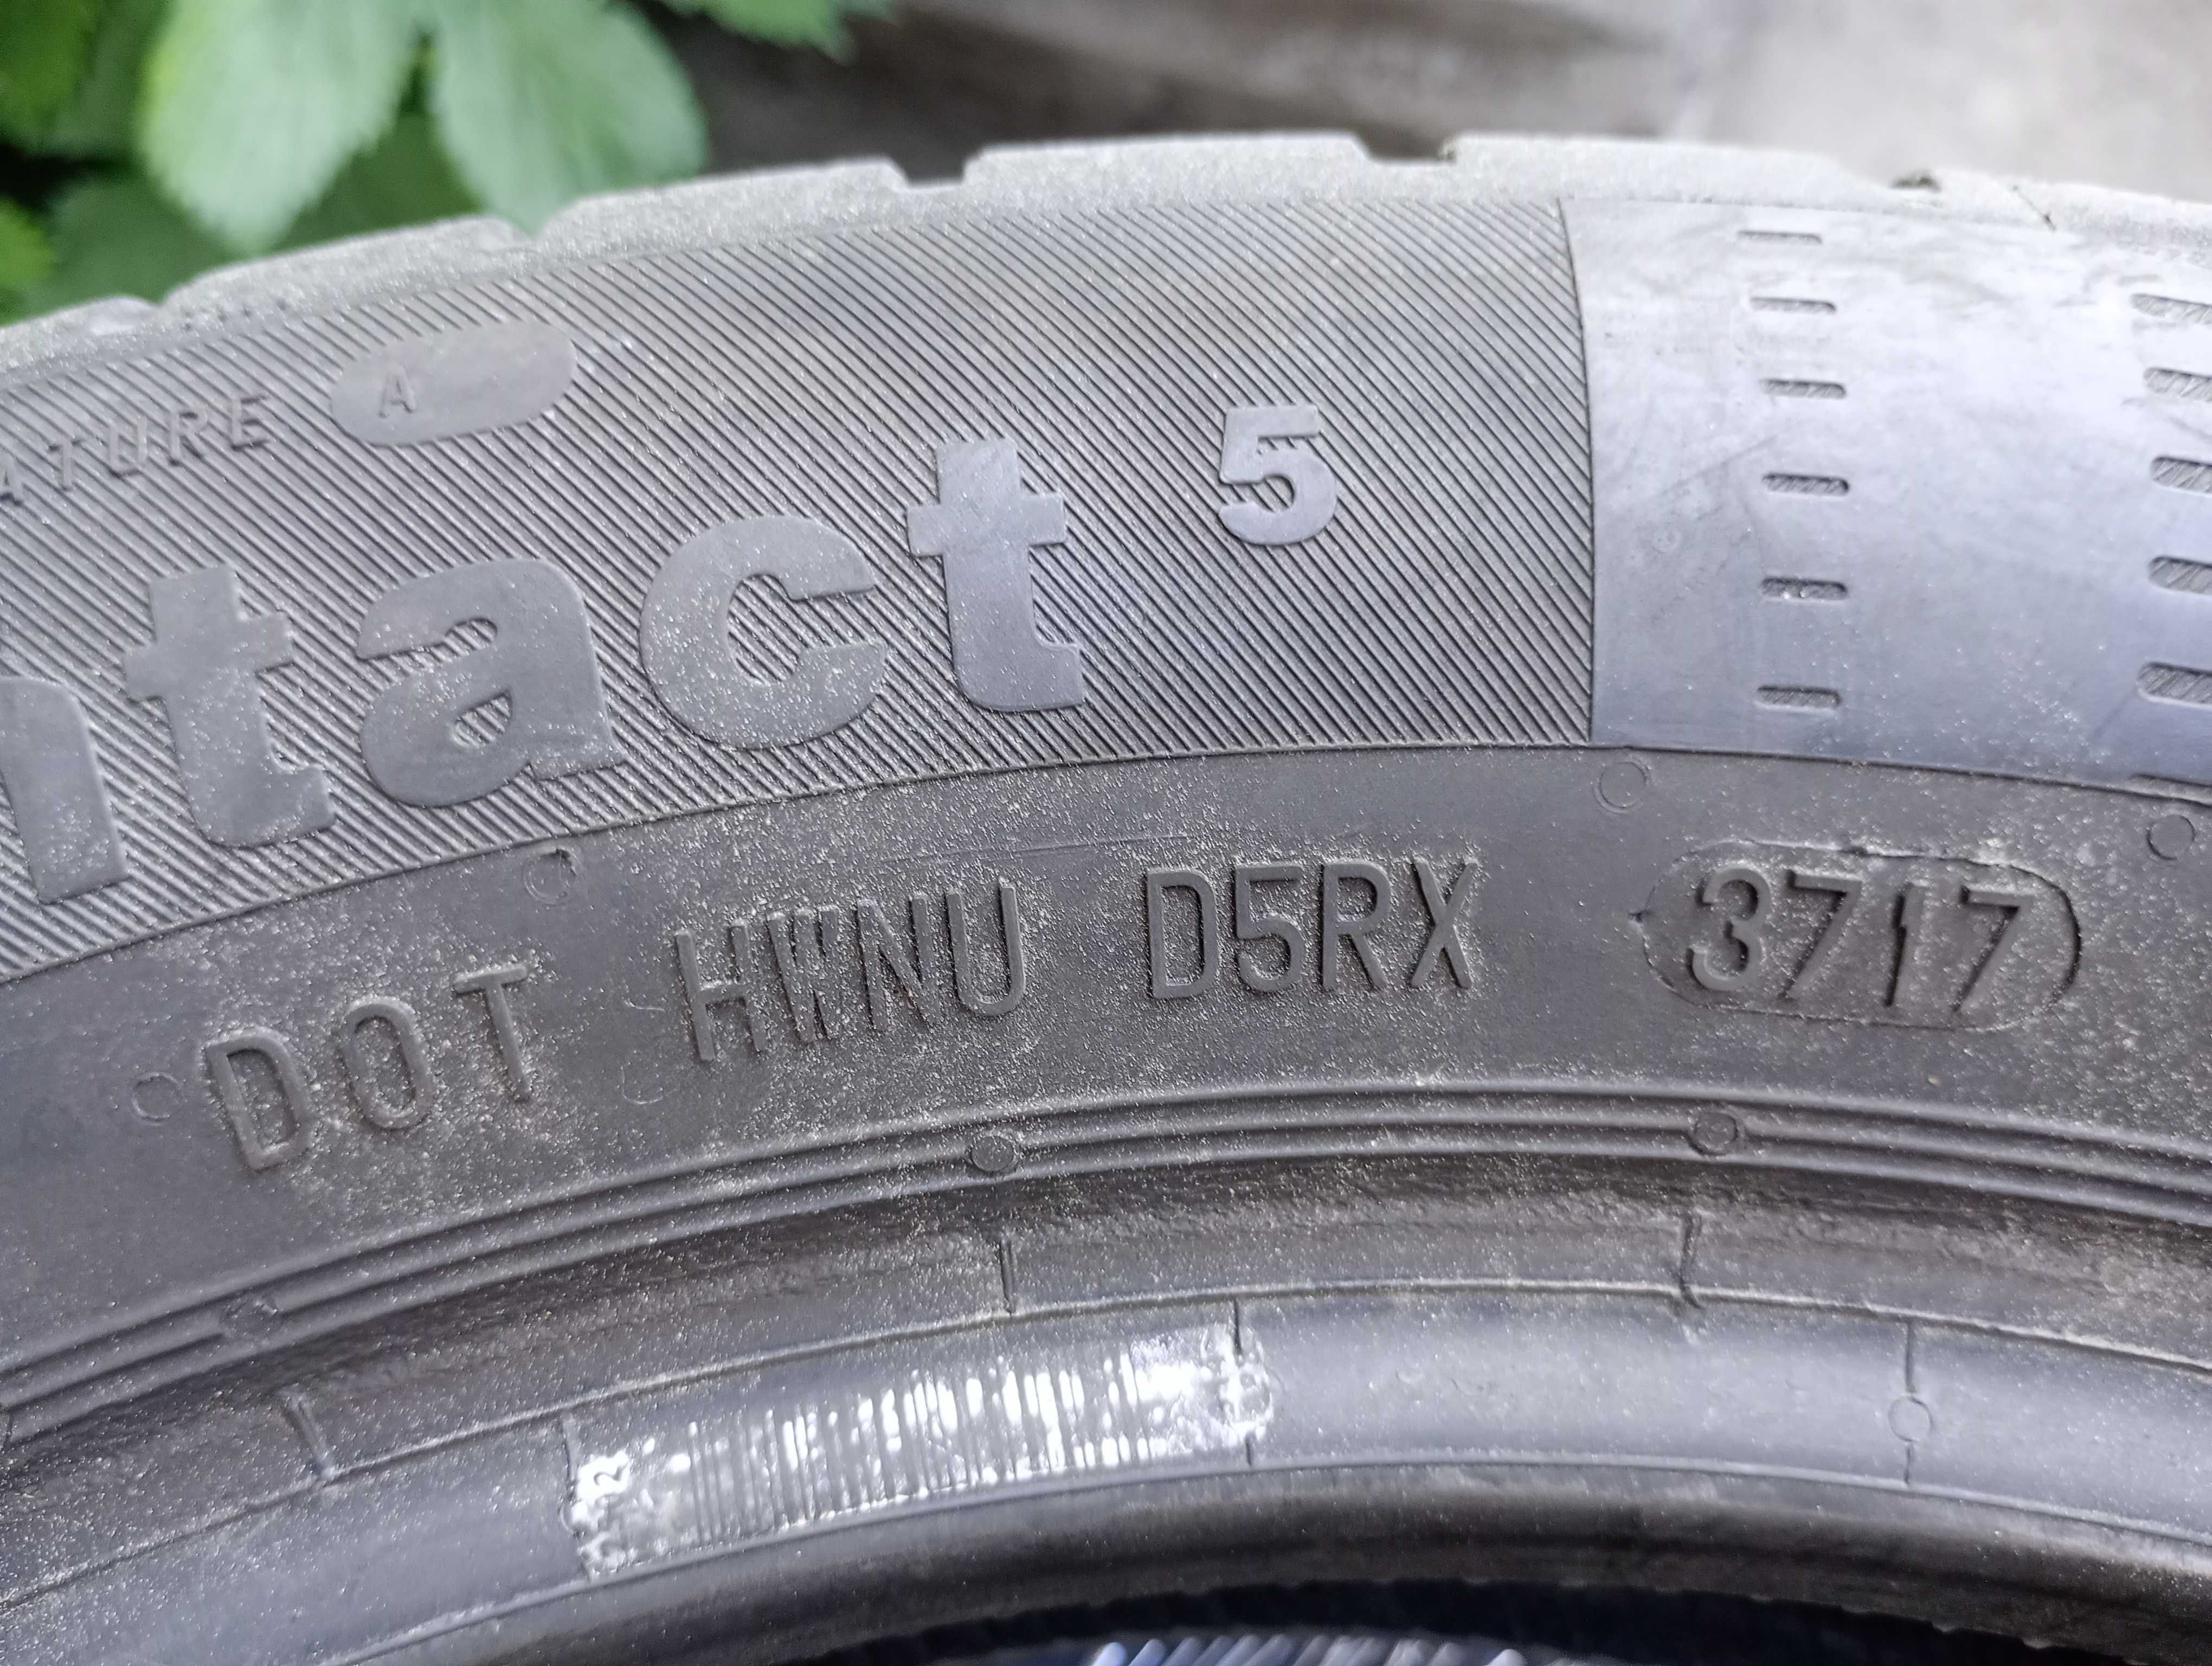 ATURE A
ntact 5
DOT HWNU D5RX 3717